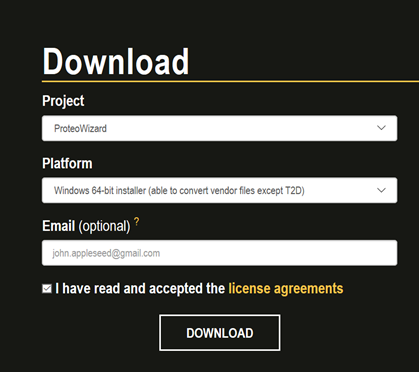 Download
Project
ProteoWizard
Platform
Windows 64-bit installer (able to convert vendor files except T2D)
Email (optional) ?
john.appleseed@gmail.com
I have read and accepted the license agreements
DOWNLOAD